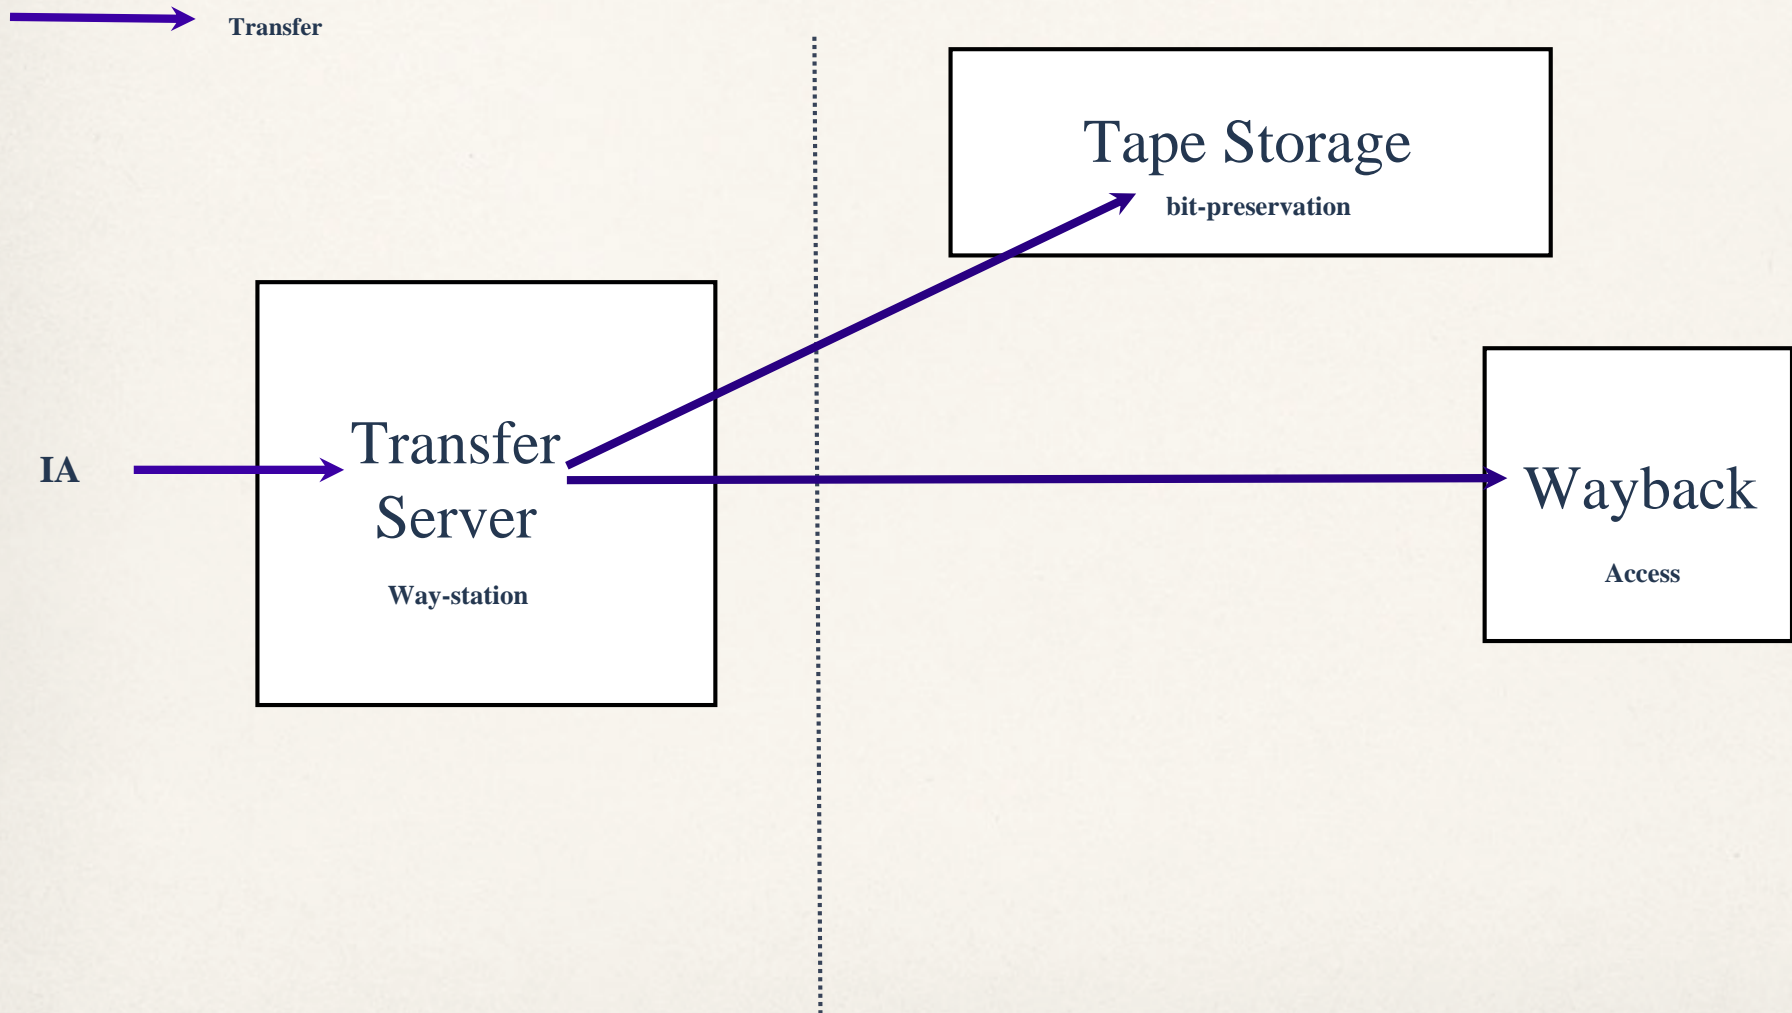 Transfer
Tape Storage
bit-preservation
IA
Transfer
Server
Way-station
Wayback
Access